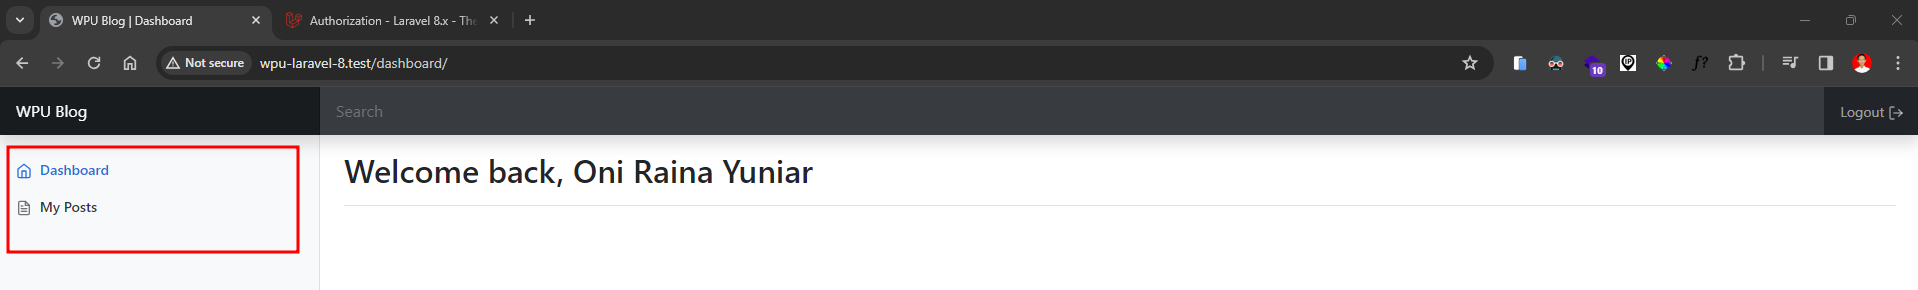 WPU Blog | Dashboard
Authorization - Laravel 8.x - The
Not secure
wpu-laravel-8.test/dashboard/
10
IP
f?
WPU Blog
Search
Logout
Dashboard
My Posts
Welcome back, Oni Raina Yuniar